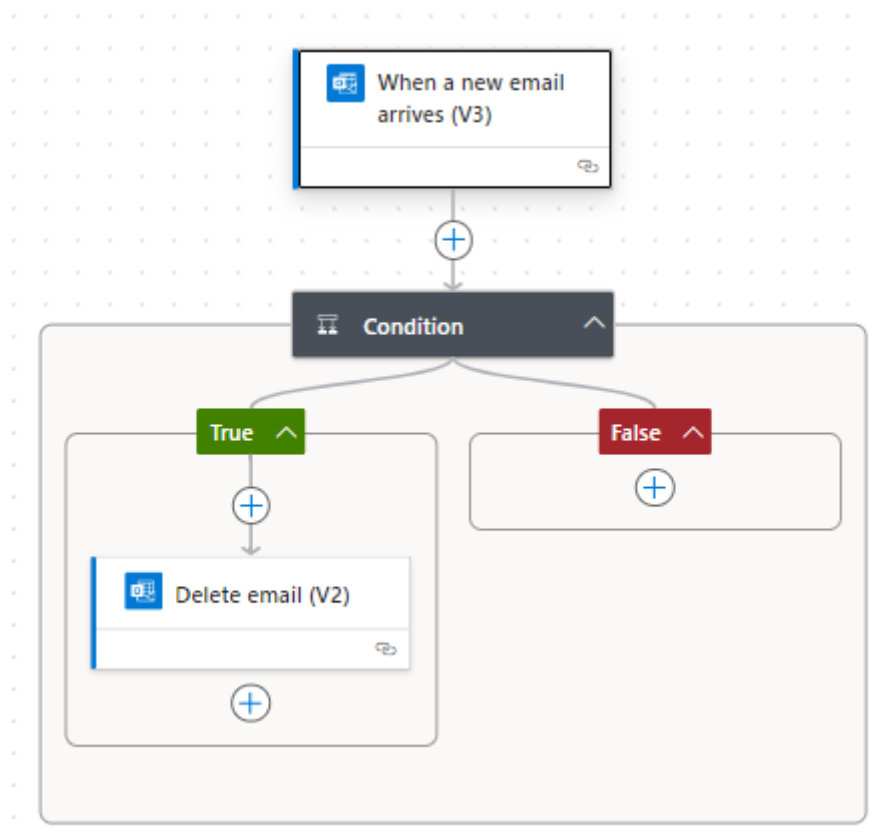 When a new email
arrives (V3)
Condition
True
False
Delete email (V2)